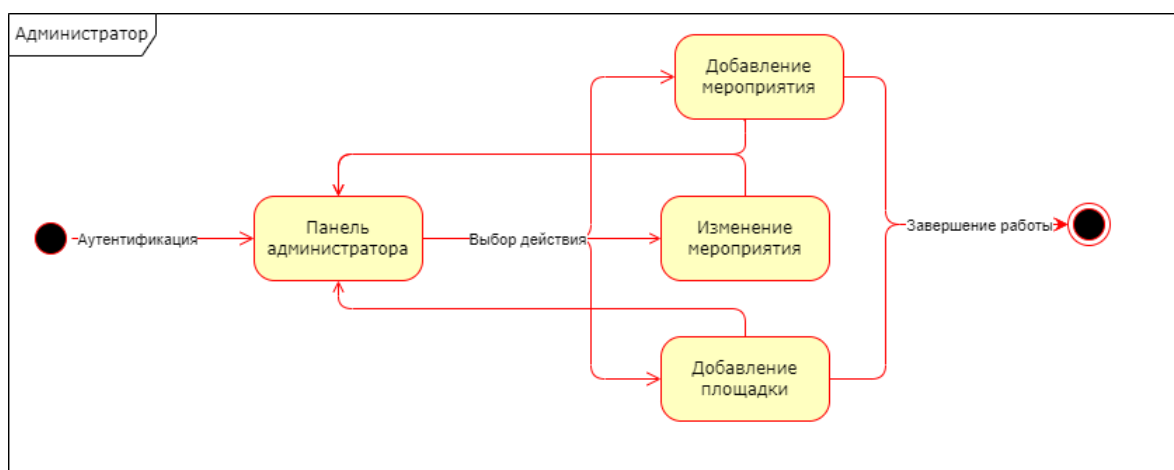 Администратор
Добавление
мероприятия
Аутентификация
Панель
администратора
Выбор действия
Изменение
мероприятия
Завершение работы
Добавление
площадки